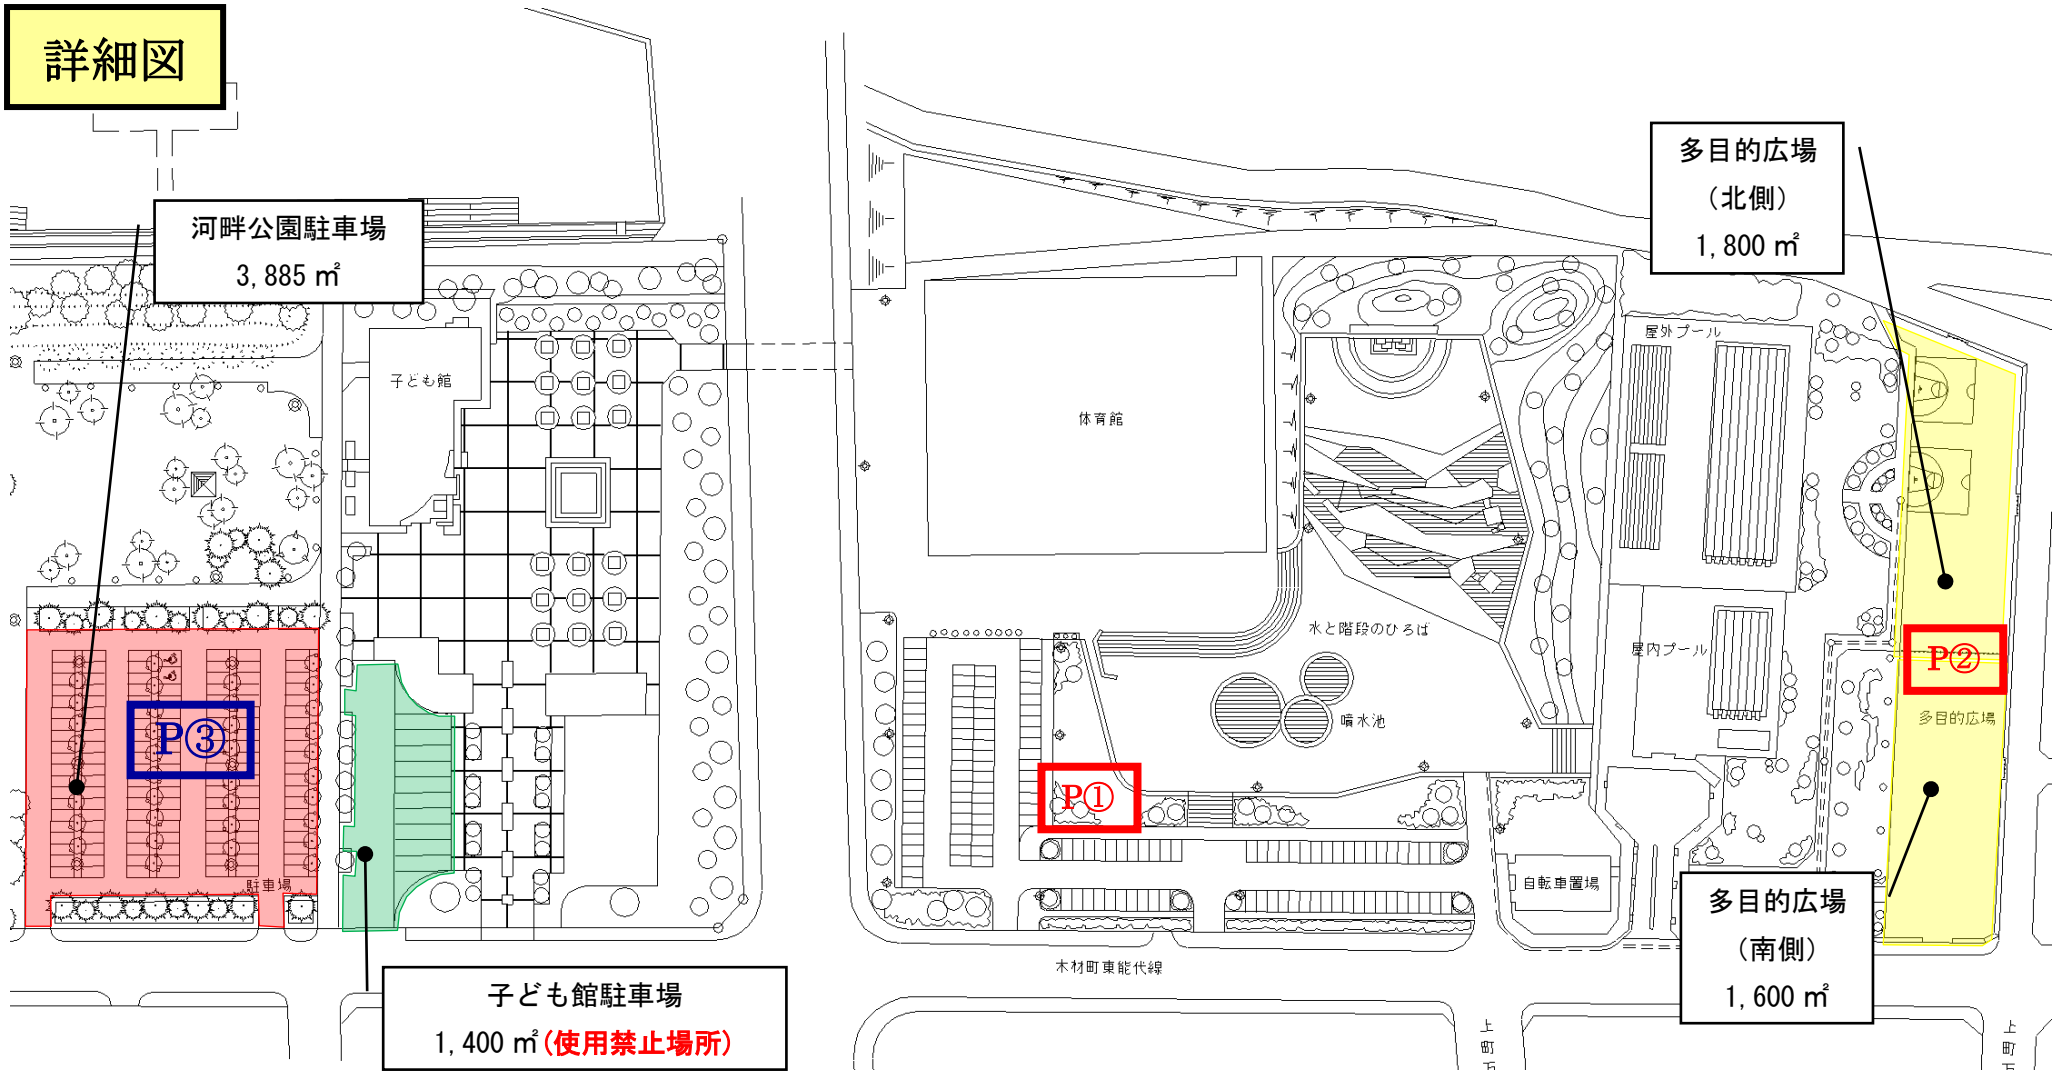 詳細図
河畔公園駐車場
3,885 ㎡
多目的広場
（北側）
1,800 ㎡
屋外プール
子ども館
体育館
水と階段のひろば
屋内プール
P②
多目的広場
噴水池
P③
P①
駐車場
自転車置場
多目的広場
（南側）
1,600 ㎡
木材町東能代線
子ども館駐車場
1,400 ㎡(使用禁止場所)
上町
上町